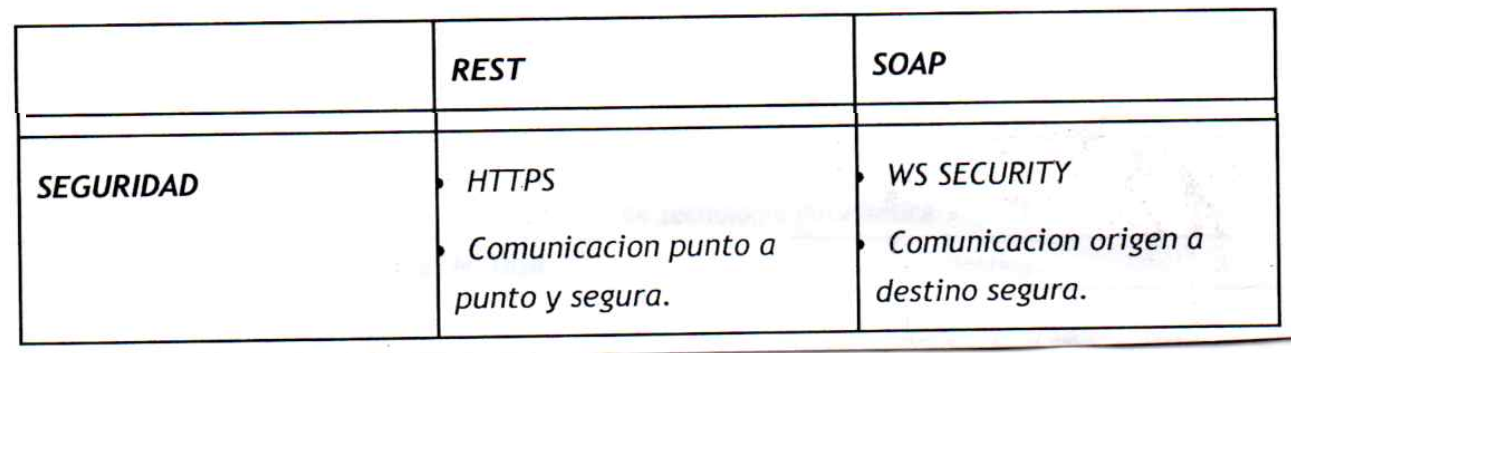 REST
SOAP
SEGURIDAD
• HTTPS
• Comunicacion punto a
punto y segura.
• WS SECURITY
• Comunicacion origen a
destino segura.